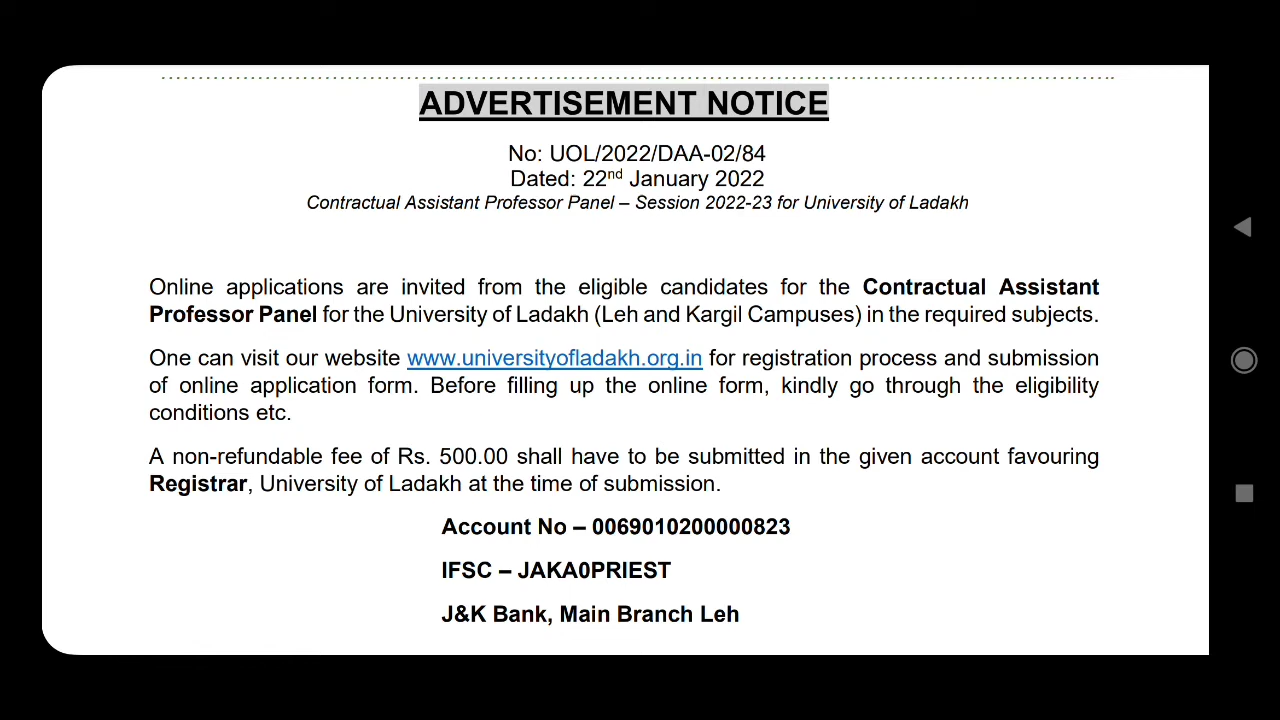 ADVERTISEMENT NOTICE
No: UOL/2022/DAA-02/84
Dated: 22nd January 2022
Contractual Assistant Professor Panel – Session 2022-23 for University of Ladakh
Online applications are invited from the eligible candidates for the Contractual Assistant
Professor Panel for the University of Ladakh (Leh and Kargil Campuses) in the required subjects.
One can visit our website www.universityofladakh.org.in for registration process and submission
of online application form. Before filling up the online form, kindly go through the eligibility
conditions etc.
A non-refundable fee of Rs. 500.00 shall have to be submitted in the given account favouring
Registrar, University of Ladakh at the time of submission.
Account No – 0069010200000823
IFSC – JAKA0PRIEST
J&K Bank, Main Branch Leh